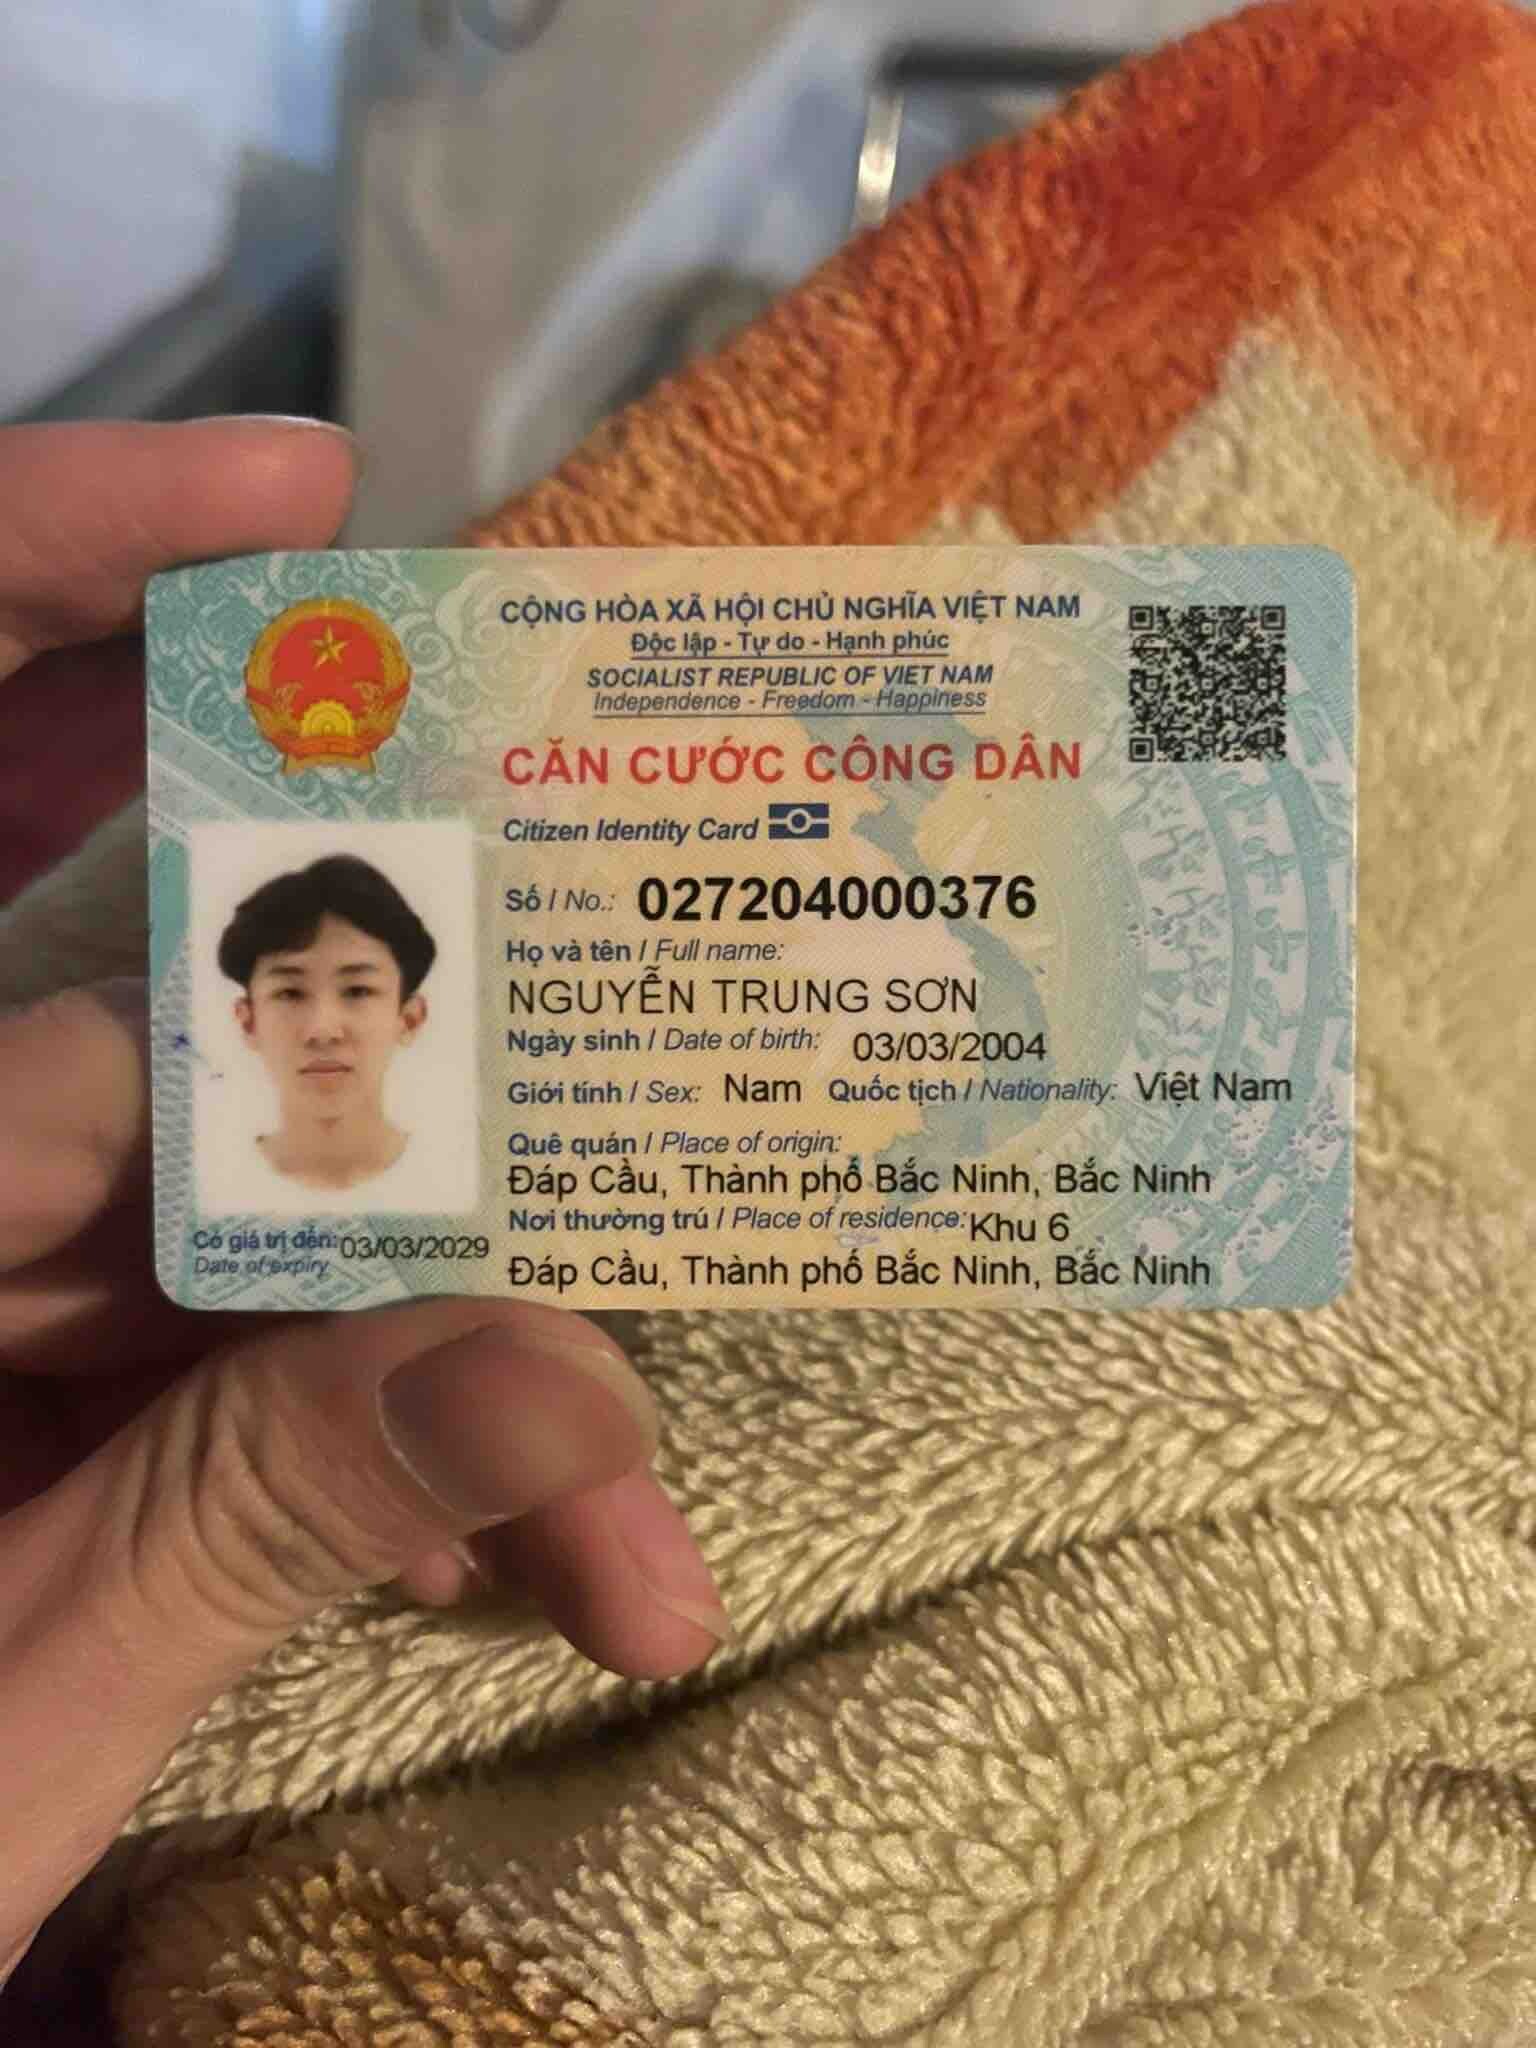 CỘNG HÒA XÃ HỘI CHỦ NGHĨA VIỆT NAM
Độc lập - Tự do - Hạnh phúc
SOCIALIST REPUBLIC OF VIET NAM
Independence - Freedom - Happiness
CĂN CƯỚC CÔNG DÂN
Citizen Identity Card
Số / No.: 027204000376
Họ và tên / Full name:
NGUYỄN TRUNG SƠN
Ngày sinh / Date of birth: 03/03/2004
Giới tính / Sex: Nam Quốc tịch / Nationality: Việt Nam
Quê quán / Place of origin:
Đáp Cầu, Thành phố Bắc Ninh, Bắc Ninh
Nơi thường trú / Place of residence: Khu 6
Đáp Cầu, Thành phố Bắc Ninh, Bắc Ninh
Có giá trị đến: 03/03/2029
Date of expiry